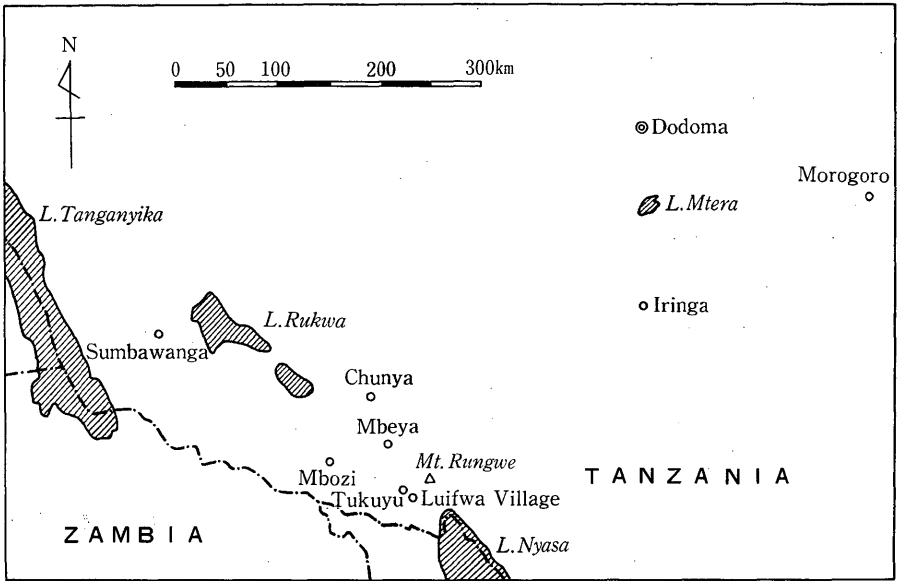 N
0 50 100 200 300km
Dodoma
Morogoro
L. Mtera
L. Tanganyika
Iringa
L. Rukwa
Sumbawanga
Chunya
Mbeya
Mt. Rungwe
Mbozi
TANZANIA
Tukuyu Luifwa Village
ZAMBIA
L. Nyasa